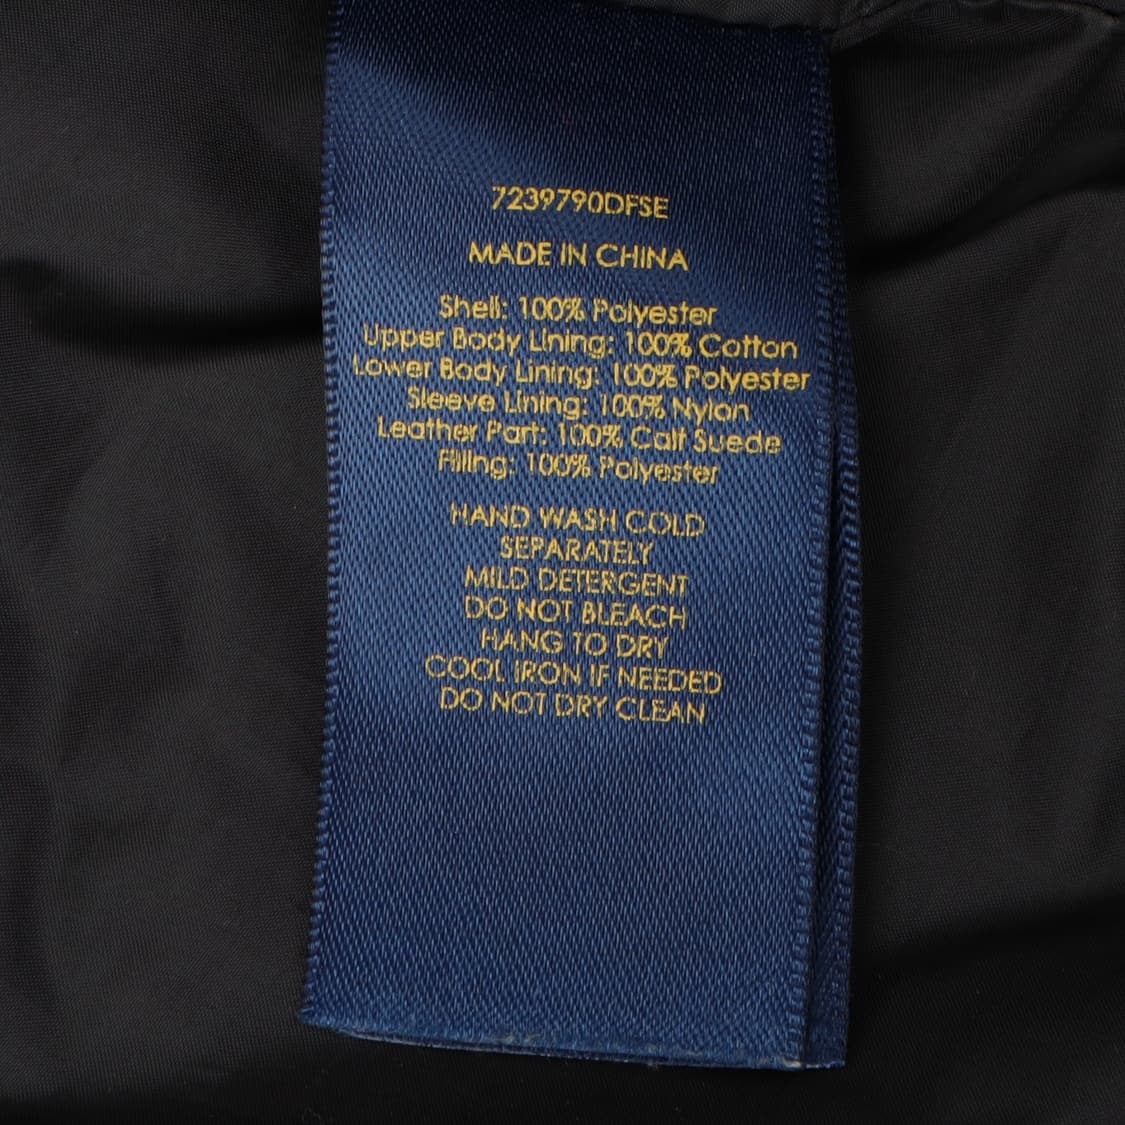 7239790DFSE
MADE IN CHINA
Shell: 100% Polyester
Upper Body Lining: 100% Cotton
Lower Body Lining: 100% Polyester
Sleeve Lining: 100% Nylon
Leather Part: 100% Calf Suede
Filling: 100% Polyester
HAND WASH COLD
SEPARATELY
MILD DETERGENT
DO NOT BLEACH
HANG TO DRY
COOL IRON IF NEEDED
DO NOT DRY CLEAN